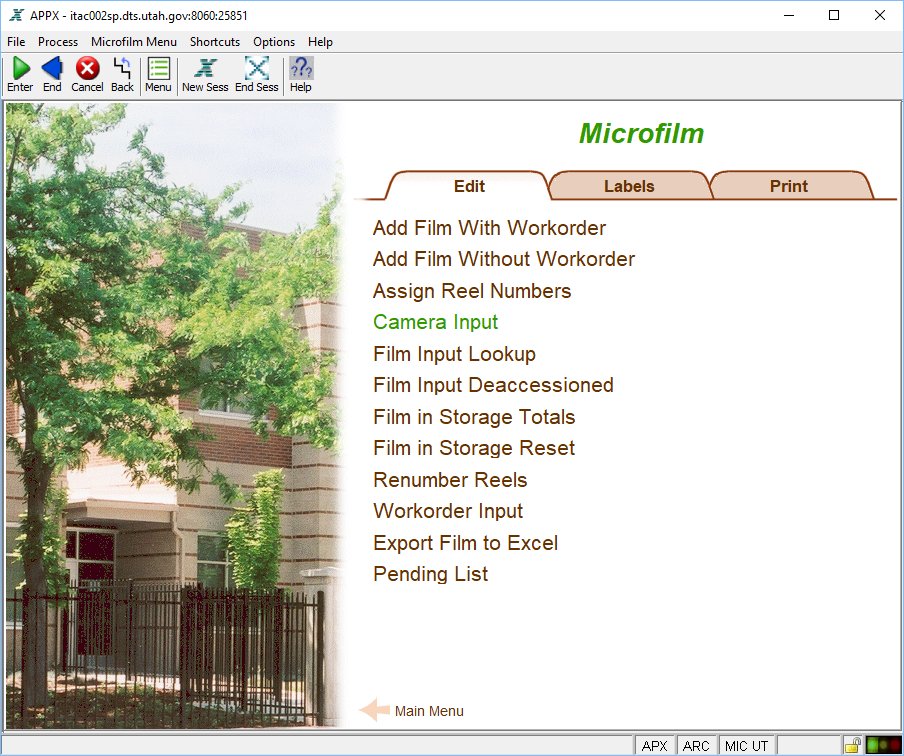 APPX - itac002sp.dts.utah.gov:8060:25851
File Process Microfilm Menu Shortcuts Options Help
Enter End Cancel Back Menu New Sess End Sess Help
Microfilm
Edit Labels Print
Add Film With Workorder
Add Film Without Workorder
Assign Reel Numbers
Camera Input
Film Input Lookup
Film Input Deaccessioned
Film in Storage Totals
Film in Storage Reset
Renumber Reels
Workorder Input
Export Film to Excel
Pending List
Main Menu
APX ARC MIC UT